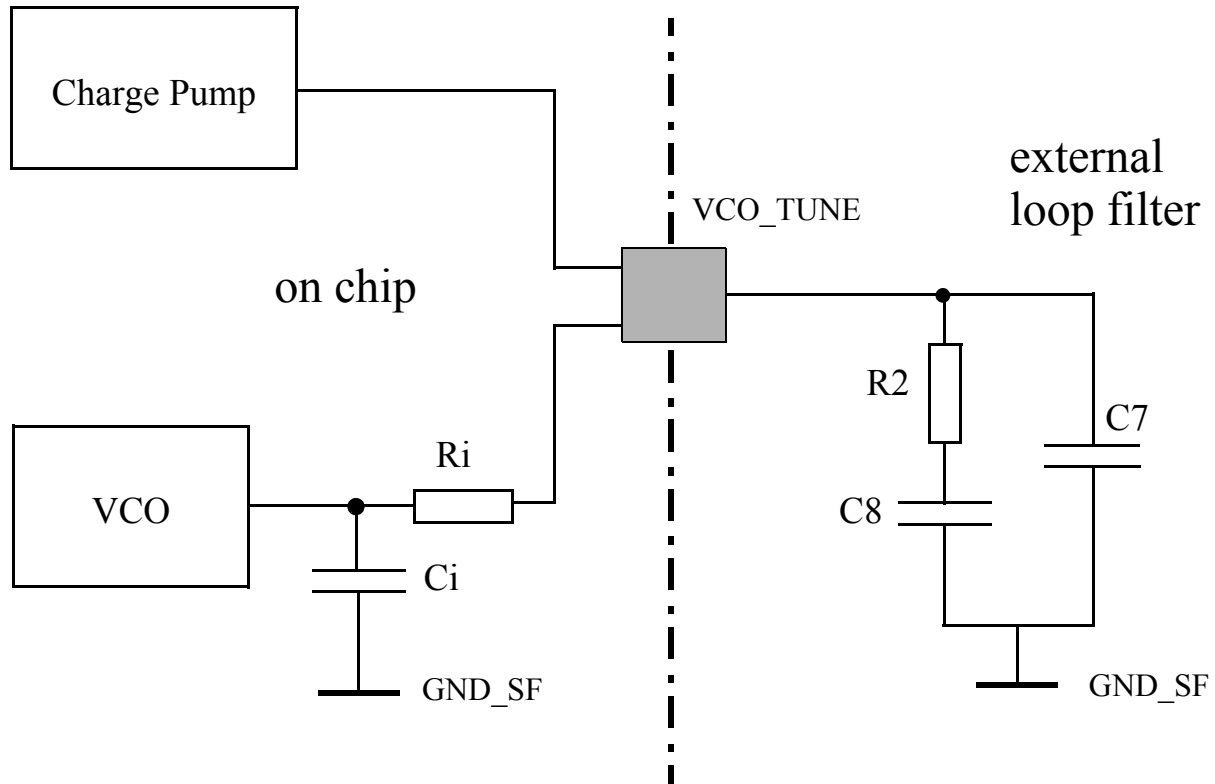 Charge Pump
external
loop filter
VCO_TUNE
on chip
R2
C7
Ri
VCO
C8
Ci
GND_SF
GND_SF